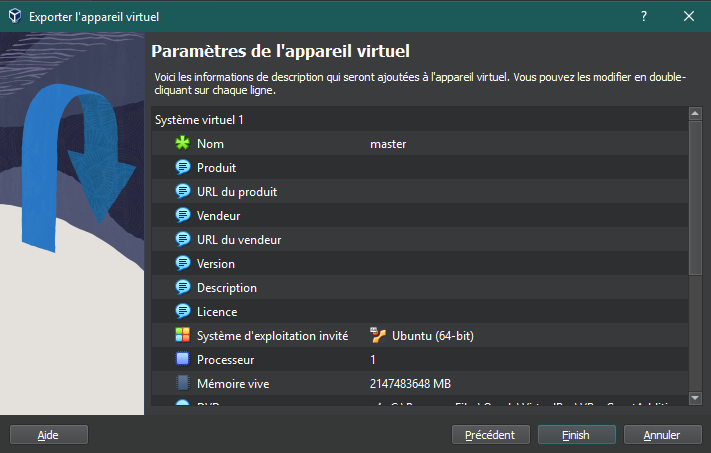 Exporter l'appareil virtuel
Paramètres de l'appareil virtuel
Voici les informations de description qui seront ajoutées à l'appareil virtuel. Vous pouvez les modifier en double-
cliquant sur chaque ligne.
Système virtuel 1
Nom master
Produit
URL du produit
Vendeur
URL du vendeur
Version
Description
Licence
Système d'exploitation invité Ubuntu (64-bit)
Processeur 1
Mémoire vive 2147483648 MB
DVD
Aide Précédent Finish Annuler